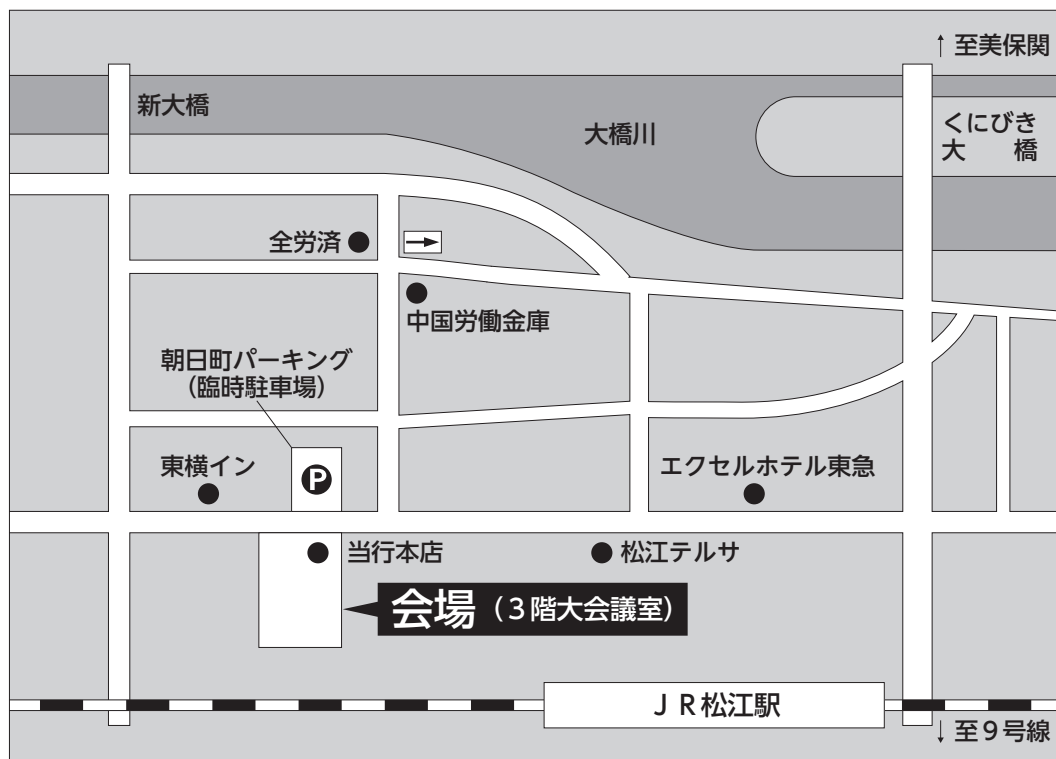 ↑至美保関
新大橋
大橋川
くにびき
大　橋
全労済
中国労働金庫
朝日町パーキング
（臨時駐車場）
東横イン
P
エクセルホテル東急
当行本店
松江テルサ
会場（３階大会議室）
ＪＲ松江駅
↓至９号線